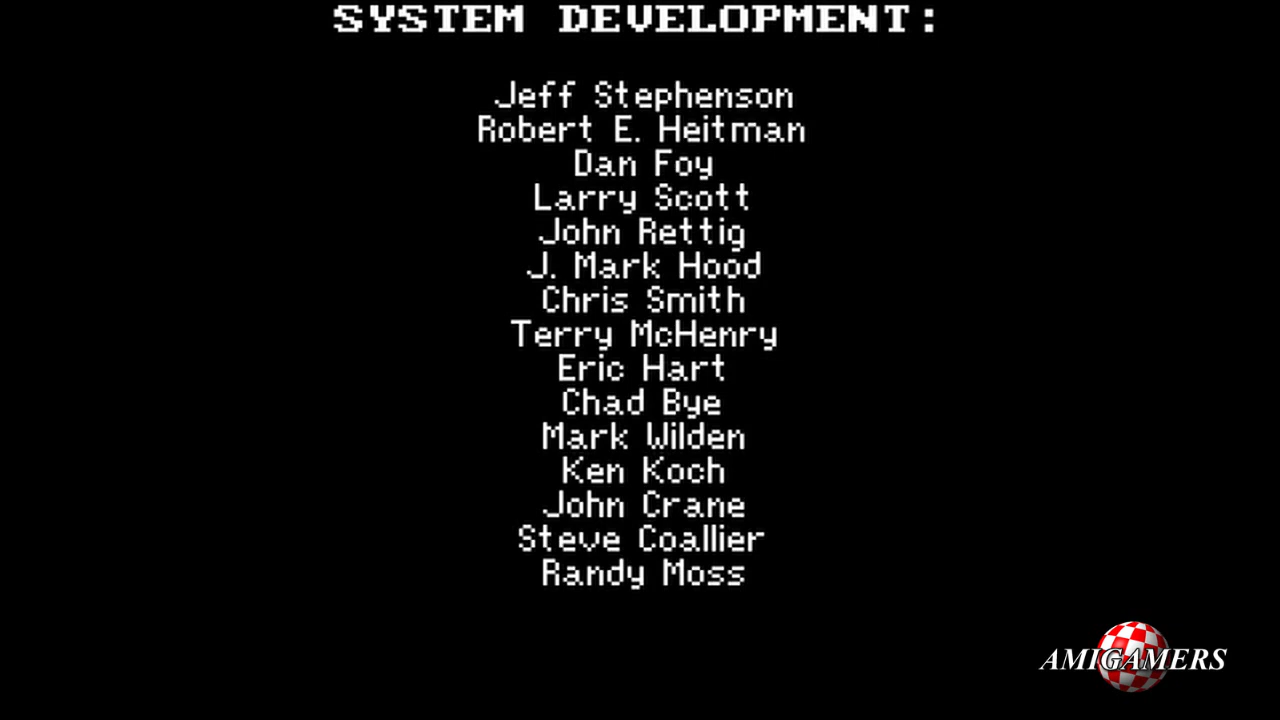 SYSTEM DEVELOPMENT:
Jeff Stephenson
Robert E. Heitman
Dan Foy
Larry Scott
John Rettig
J. Mark Hood
Chris Smith
Terry McHenry
Eric Hart
Chad Bye
Mark Wilden
Ken Koch
John Crane
Steve Coallier
Randy Moss
AMIGAMERS